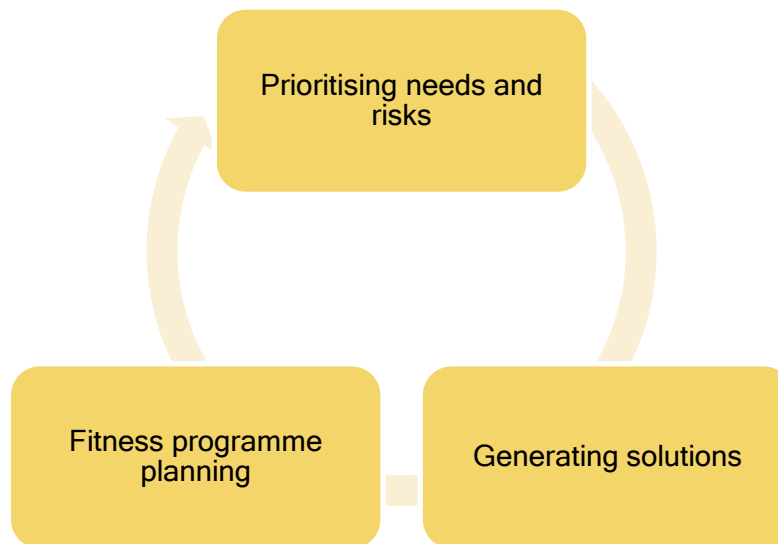 Prioritising needs and
risks
Fitness programme
planning
Generating solutions